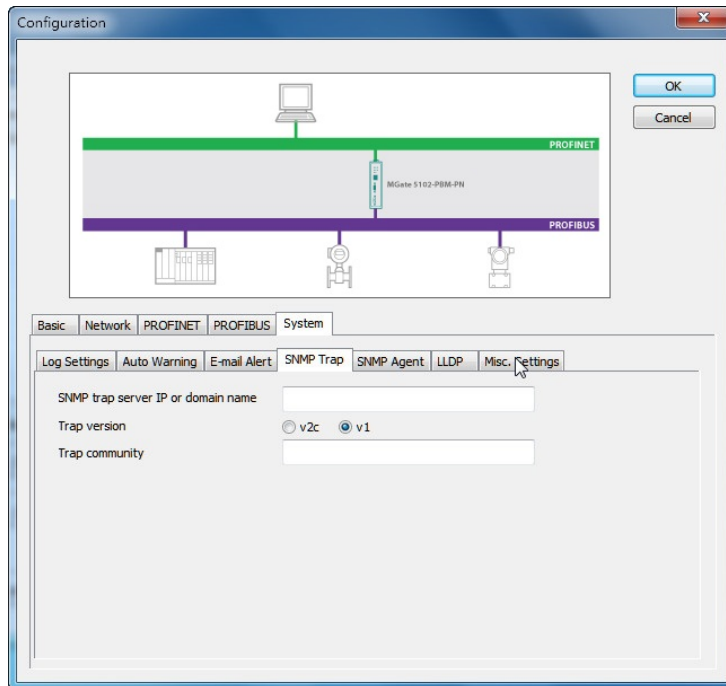 Configuration
OK
Cancel
PROFINET
MGate 5102-PBM-PN
PROFIBUS
Basic Network PROFINET PROFIBUS System
Log Settings Auto Warning E-mail Alert SNMP Trap SNMP Agent LLDP Misc. Settings
SNMP trap server IP or domain name
Trap version v2c v1
Trap community